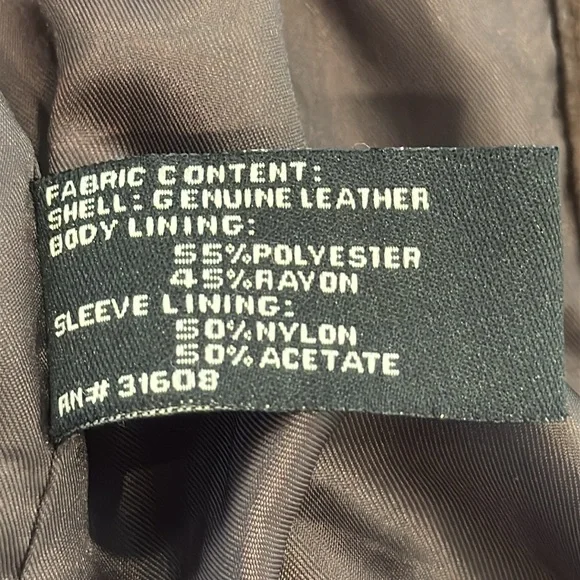 FABRIC CONTENT:
SHELL: GENUINE LEATHER
BODY LINING:
55%POLYESTER
45%RAYON
SLEEVE LINING:
50%NYLON
50%ACETATE
RN# 31608